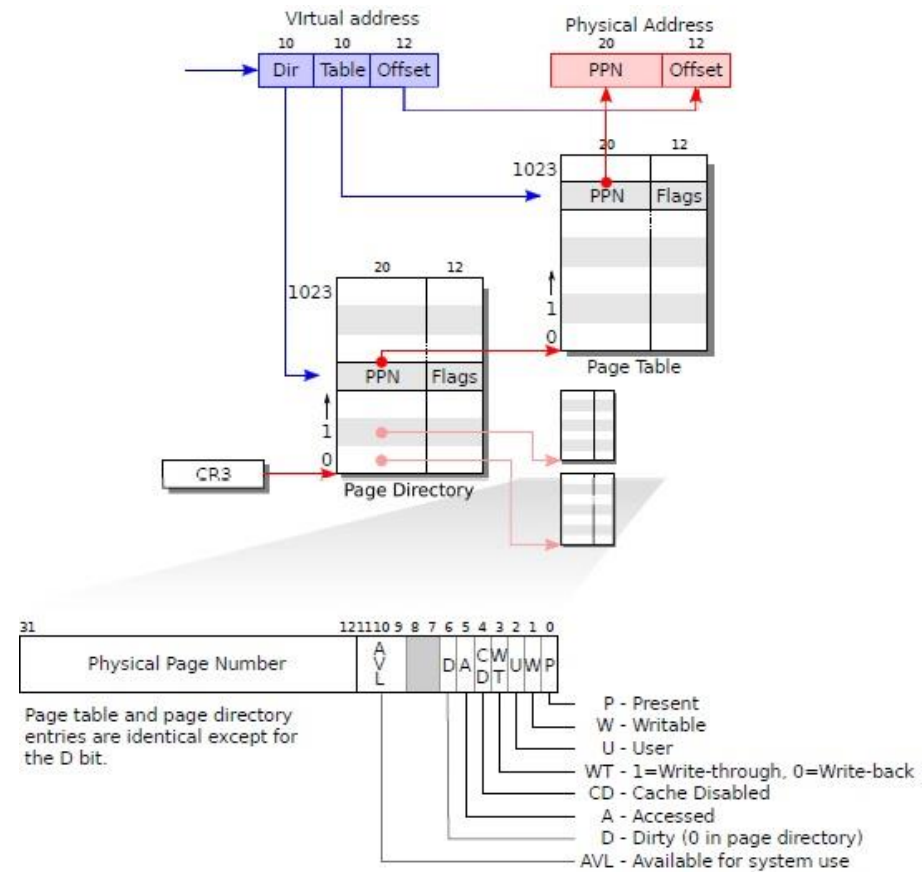 VIrtual address
10 10 12
Dir Table Offset
Physical Address
20 12
PPN Offset
20 12
1023
PPN Flags
1
0
Page Table
20 12
1023
PPN Flags
1
0
CR3
Page Directory
31 12 11 10 9 8 7 6 5 4 3 2 1 0
Physical Page Number AVL D A CD WT U W P
Page table and page directory
entries are identical except for
the D bit.
P - Present
W - Writable
U - User
WT - 1=Write-through, 0=Write-back
CD - Cache Disabled
A - Accessed
D - Dirty (0 in page directory)
AVL - Available for system use